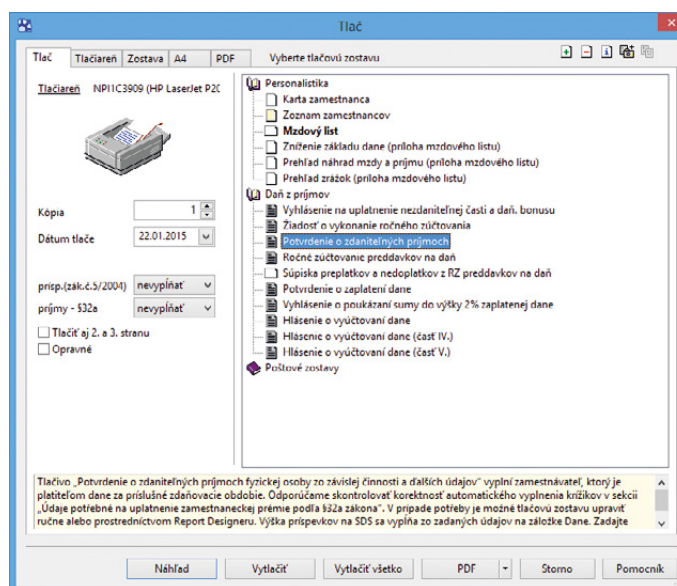 Tlač
Tlač Tlačiareň Zostava A4 PDF Vyberte tlačovú zostavu
Tlačiareň NPI1C3909 (HP LaserJet P20
Kópia 1
Dátum tlače 22.01.2015
prísp.(zák.č.5/2004) nevypĺňať
príjmy - §32a nevypĺňať
Tlačiť aj 2. a 3. stranu
Opravné
Personalistika
Karta zamestnanca
Zoznam zamestnancov
Mzdový list
Zníženie základu dane (príloha mzdového listu)
Prehľad náhrad mzdy a príjmu (príloha mzdového listu)
Prehľad zrážok (príloha mzdového listu)
Daň z príjmov
Vyhlásenie na uplatnenie nezdaniteľnej časti a daň. bonusu
Žiadosť o vykonanie ročného zúčtovania
Potvrdenie o zdaniteľných príjmoch
Ročné zúčtovanie preddavkov na daň
Súpiska preplatkov a nedoplatkov z RZ preddavkov na daň
Potvrdenie o zaplatení dane
Vyhlásenie o poukázaní sumy do výšky 2% zaplatenej dane
Hlásenie o vyúčtovaní dane
Hlásenie o vyúčtovaní dane (časť IV.)
Hlásenie o vyúčtovaní dane (časť V.)
Poštové zostavy
Tlačivo „Potvrdenie o zdaniteľných príjmoch fyzickej osoby zo závislej činnosti a ďalších údajov" vyplní zamestnávateľ, ktorý je
platiteľom dane za príslušné zdaňovacie obdobie. Odporúčame skontrolovať korektnosť automatického vyplnenia krížikov v sekcii
„Údaje potrebné na uplatnenie zamestnaneckej prémie podľa §32a zákona". V prípade potreby je možné tlačovú zostavu upraviť
ručne alebo prostredníctvom Report Designeru. Výška príspevkov na SDS sa vypĺňa zo zadaných údajov na záložke Dane. Zadajte
Náhľad Vytlačiť Vytlačiť všetko PDF Storno Pomocník